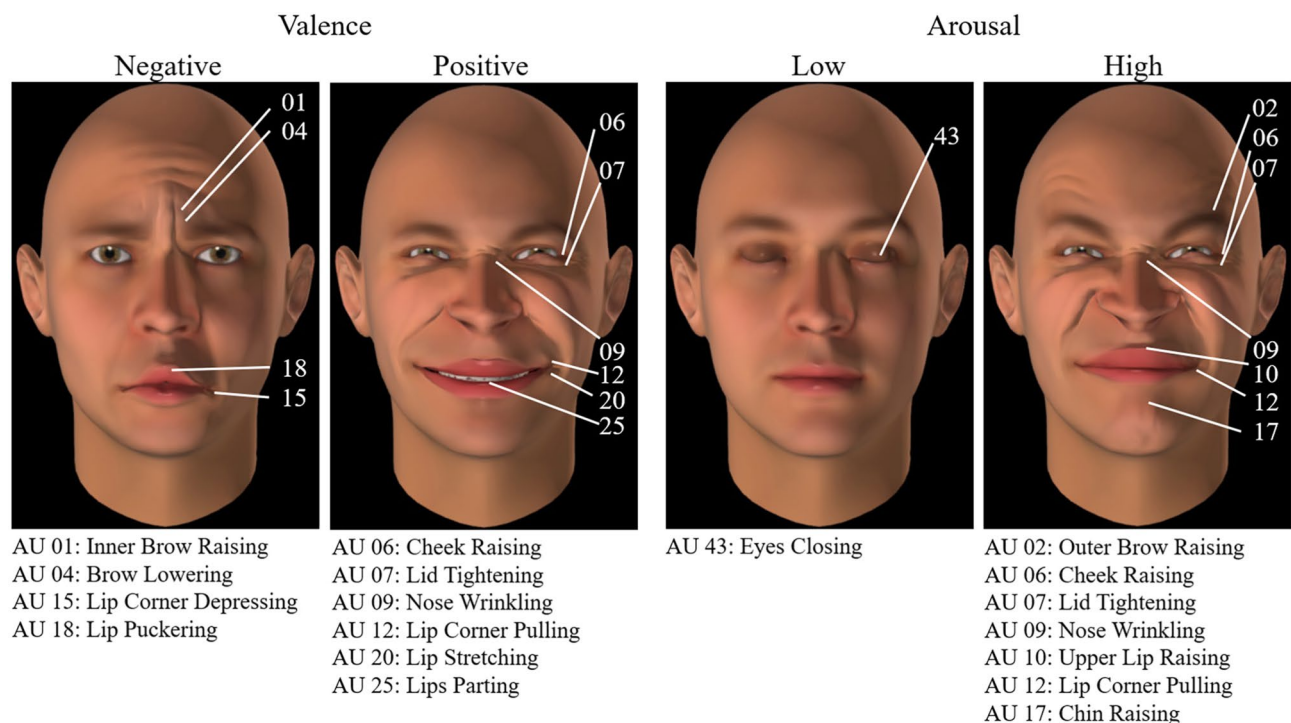 Valence
Arousal
Negative
Positive
Low
High
01
04
18
15
06
07
09
12
20
25
43
02
06
07
09
10
12
17
AU 01: Inner Brow Raising
AU 04: Brow Lowering
AU 15: Lip Corner Depressing
AU 18: Lip Puckering
AU 06: Cheek Raising
AU 07: Lid Tightening
AU 09: Nose Wrinkling
AU 12: Lip Corner Pulling
AU 20: Lip Stretching
AU 25: Lips Parting
AU 43: Eyes Closing
AU 02: Outer Brow Raising
AU 06: Cheek Raising
AU 07: Lid Tightening
AU 09: Nose Wrinkling
AU 10: Upper Lip Raising
AU 12: Lip Corner Pulling
AU 17: Chin Raising